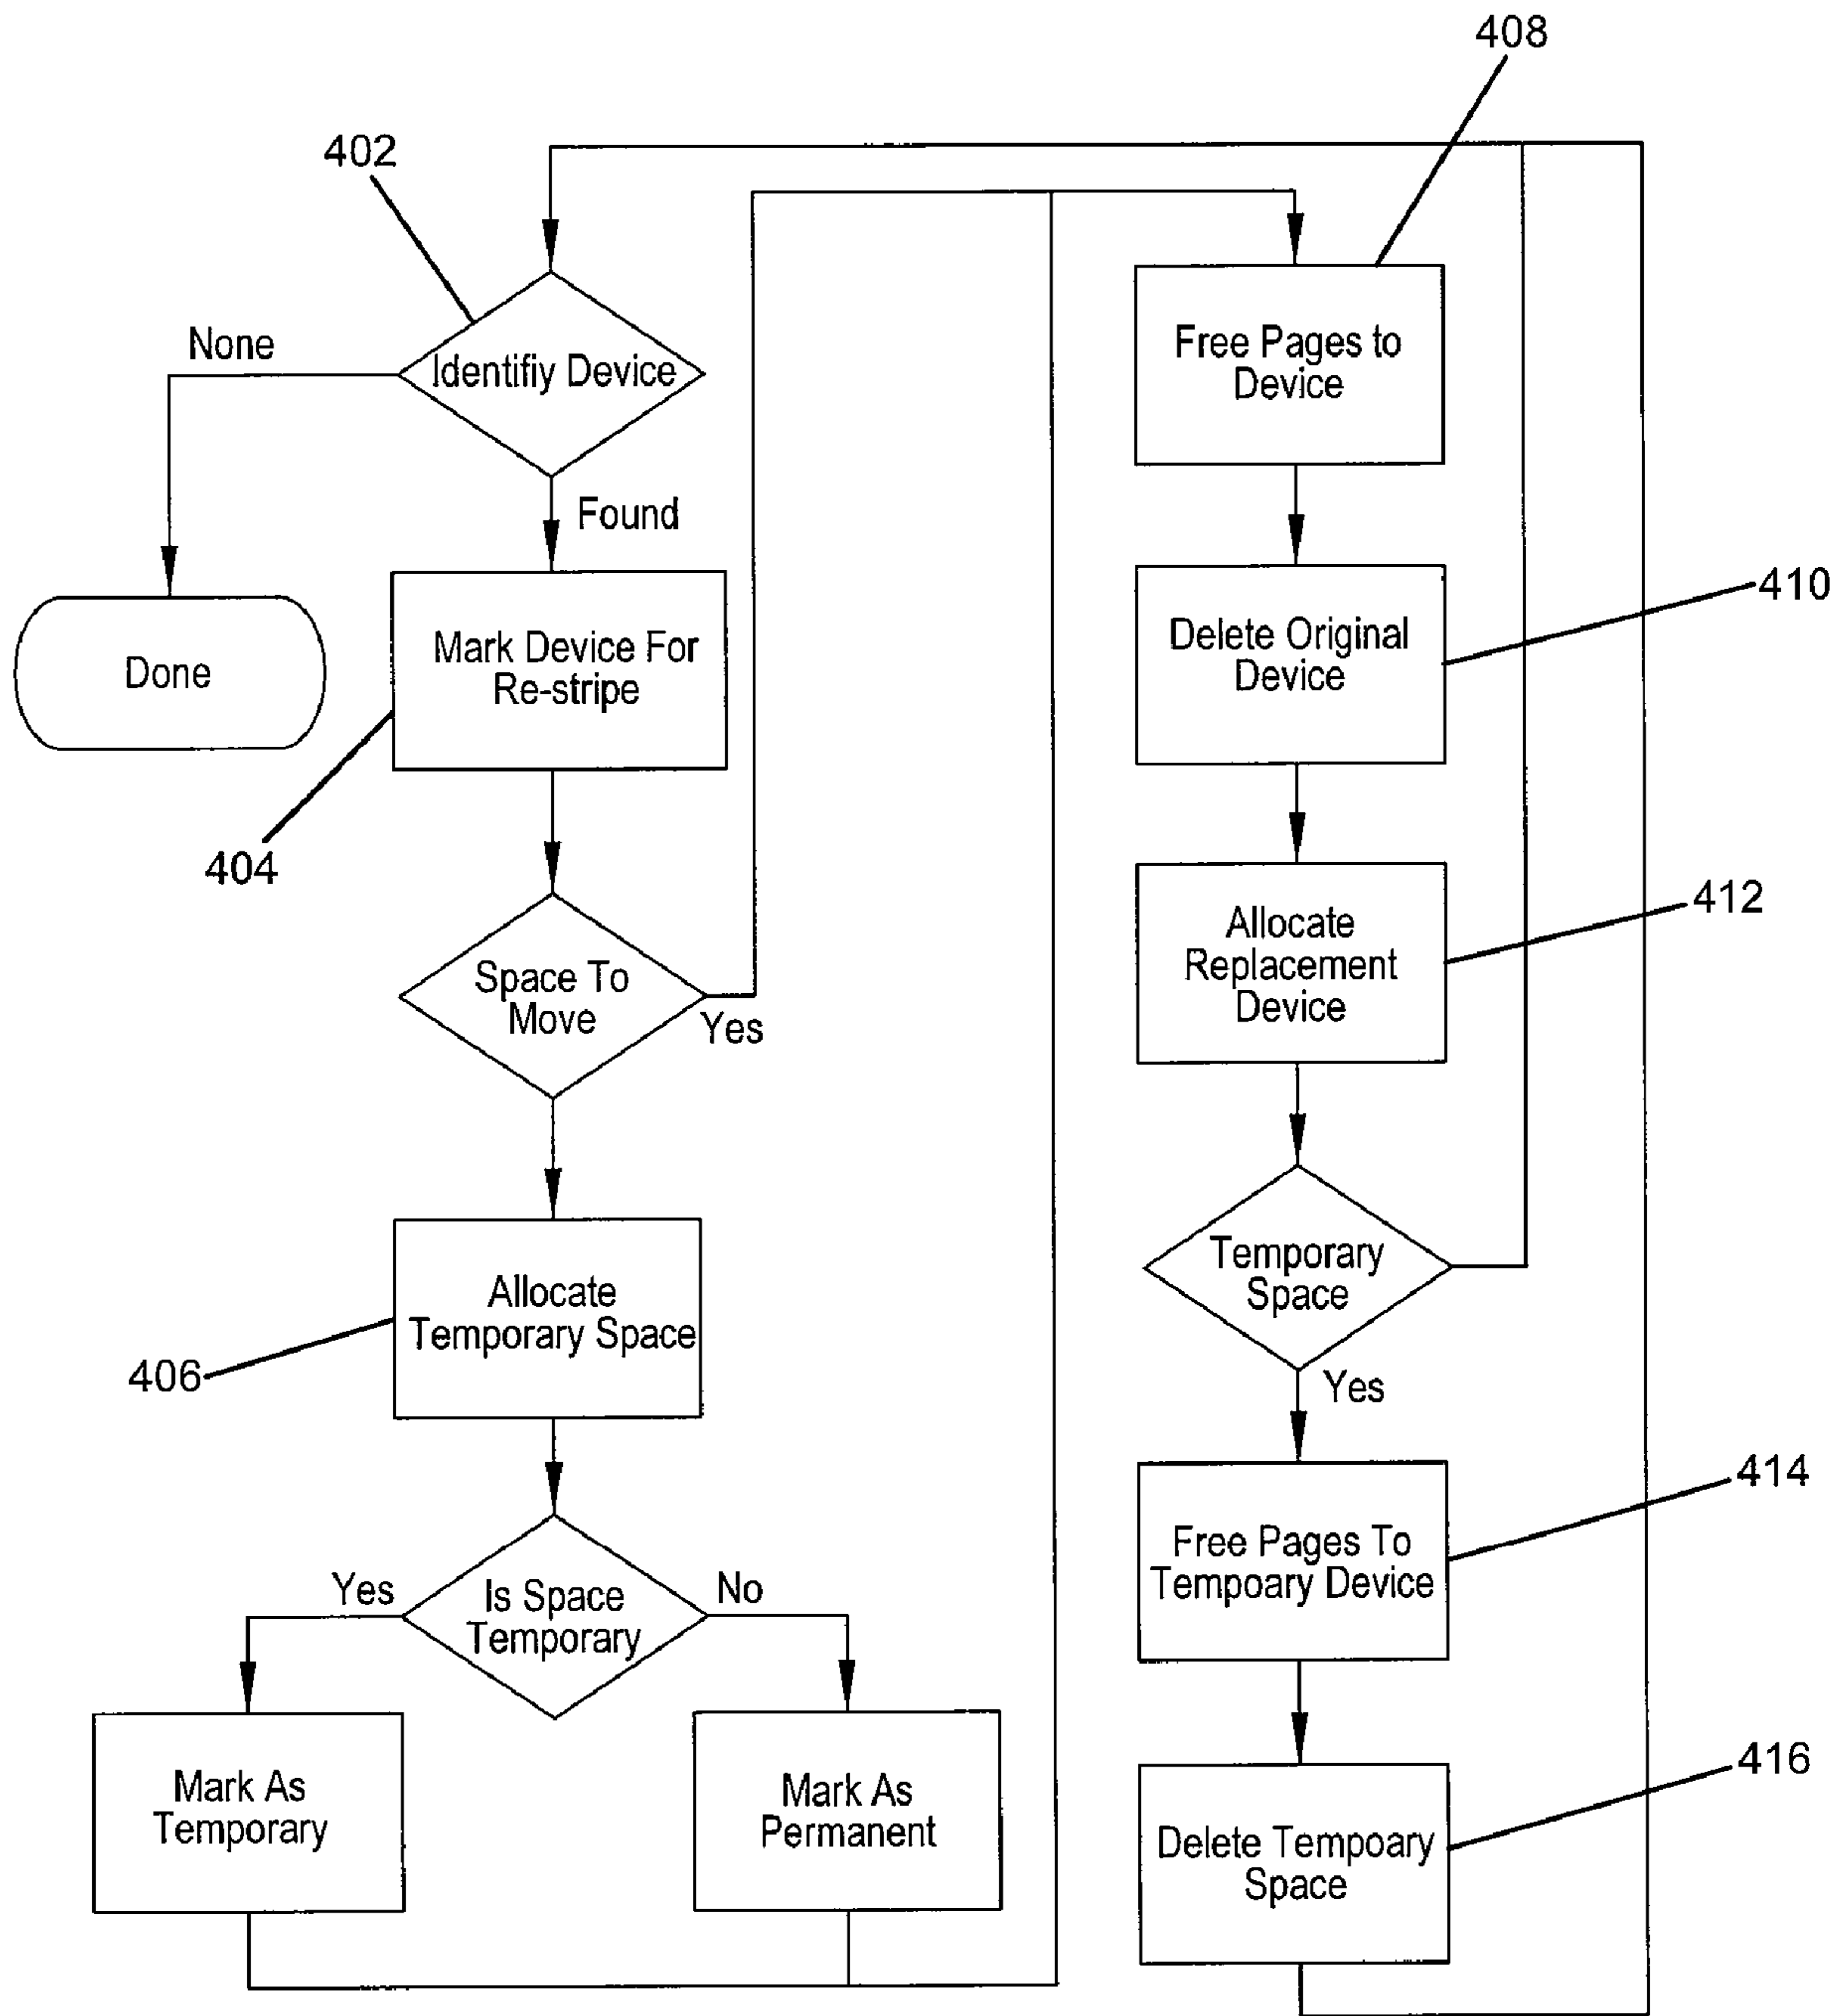 408
402
None
Identifiy Device
Free Pages to
Device
Found
Done
Mark Device For
Re-stripe
404
Delete Original
Device
410
Space To
Move
Yes
Allocate
Replacement
Device
412
Allocate
Temporary Space
406
Temporary
Space
Yes
Yes
Is Space
Temporary
No
Free Pages To
Tempoary Device
414
Mark As
Temporary
Mark As
Permanent
Delete Tempoary
Space
416